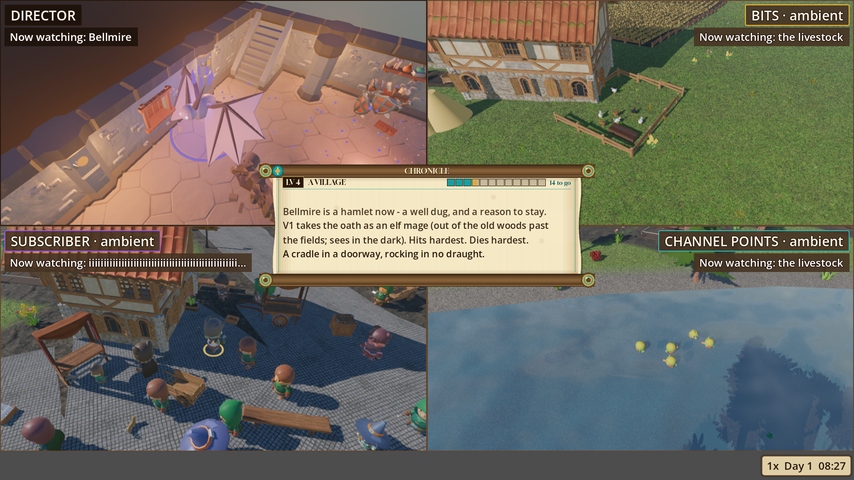 DIRECTOR
Now watching: Bellmire
BITS · ambient
Now watching: the livestock
CHRONICLE
LV 4 A VILLAGE 14 to go
Bellmire is a hamlet now - a well dug, and a reason to stay.
V1 takes the oath as an elf mage (out of the old woods past
the fields; sees in the dark). Hits hardest. Dies hardest.
A cradle in a doorway, rocking in no draught.
SUBSCRIBER · ambient
Now watching: iiiiiiiiiiiiiiiiiiiiiiiiiiiiiiiiiiiiiiiiiiiiiii...
CHANNEL POINTS · ambient
Now watching: the livestock
1x Day 1 08:27